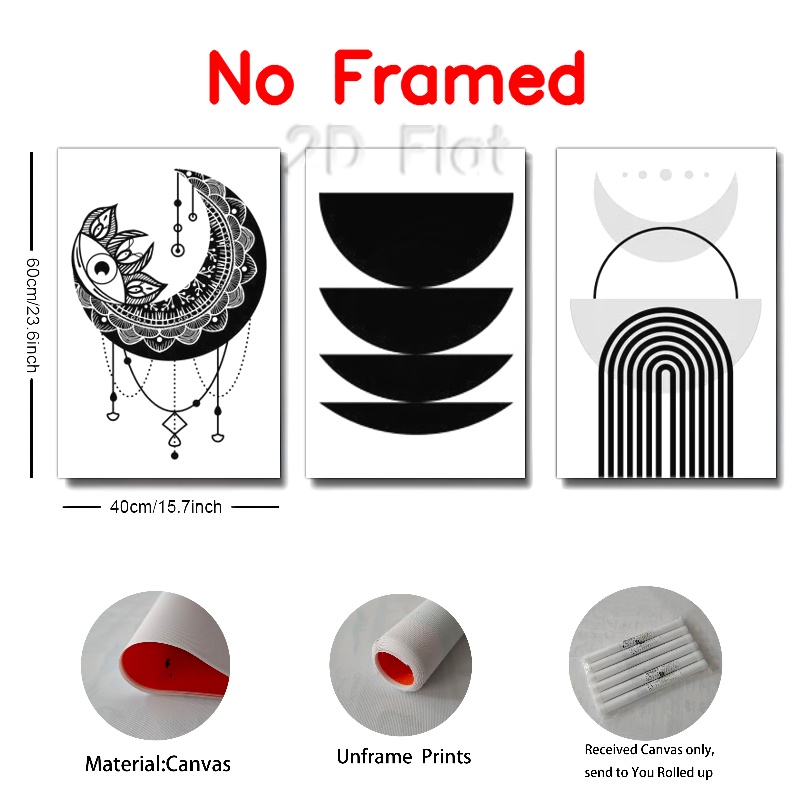 No Framed
2D Flat
60cm/23.6inch
40cm/15.7inch
Material:Canvas
Unframe Prints
Received Canvas only,
send to You Rolled up